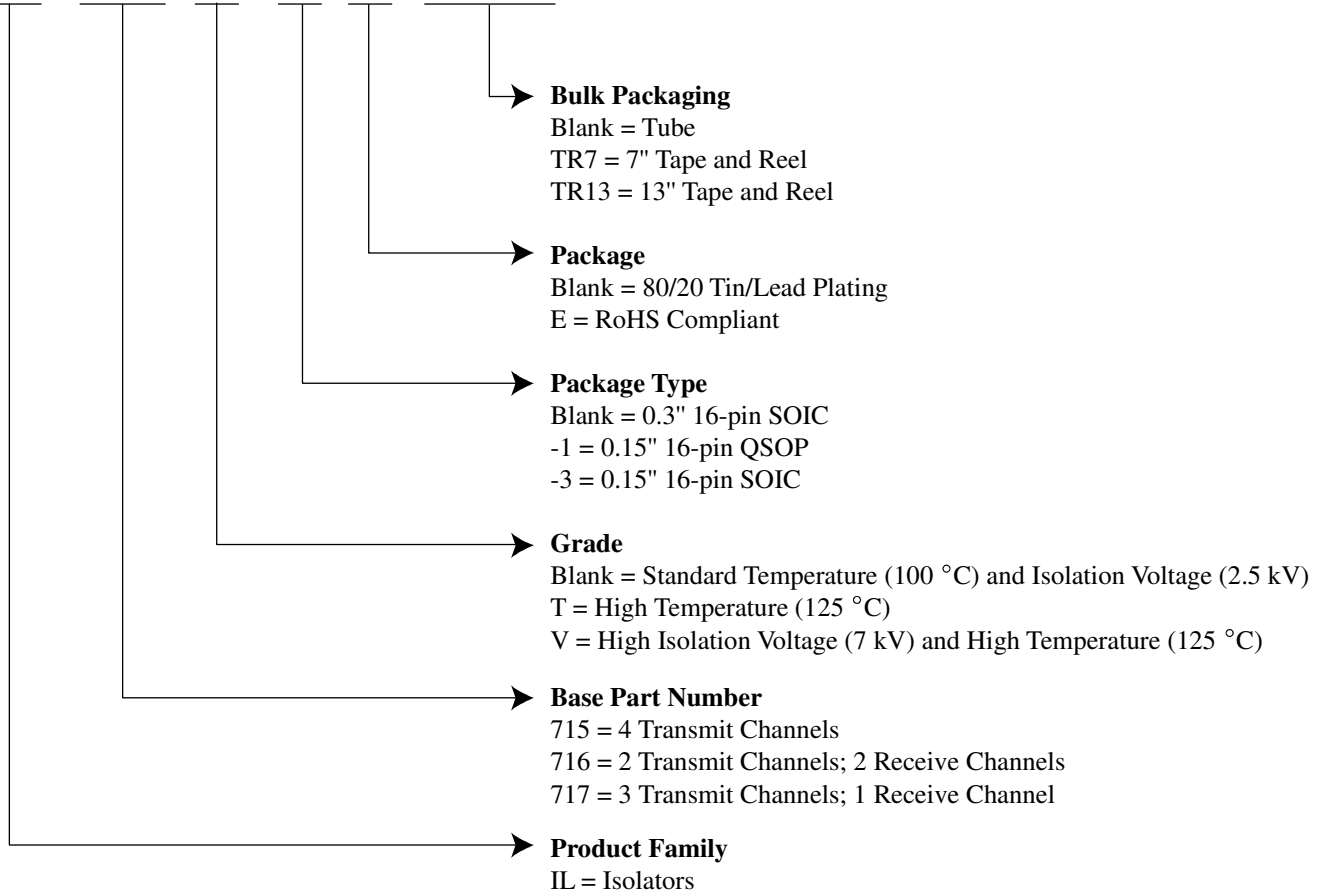 Bulk Packaging
Blank = Tube
TR7 = 7" Tape and Reel
TR13 = 13" Tape and Reel
Package
Blank = 80/20 Tin/Lead Plating
E = RoHS Compliant
Package Type
Blank = 0.3" 16-pin SOIC
-1 = 0.15" 16-pin QSOP
-3 = 0.15" 16-pin SOIC
Grade
Blank = Standard Temperature (100 °C) and Isolation Voltage (2.5 kV)
T = High Temperature (125 °C)
V = High Isolation Voltage (7 kV) and High Temperature (125 °C)
Base Part Number
715 = 4 Transmit Channels
716 = 2 Transmit Channels; 2 Receive Channels
717 = 3 Transmit Channels; 1 Receive Channel
Product Family
IL = Isolators